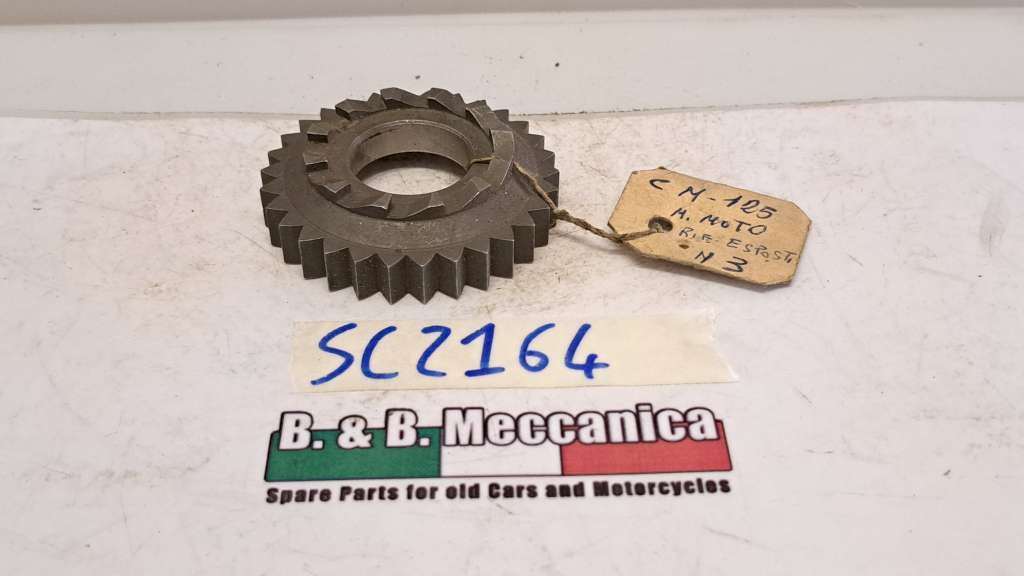 C M-125
M. MOTO
R.F. ESPOSTI
N 3
SC2164
B. & B. Meccanica
Spare Parts for old Cars and Motorcycles